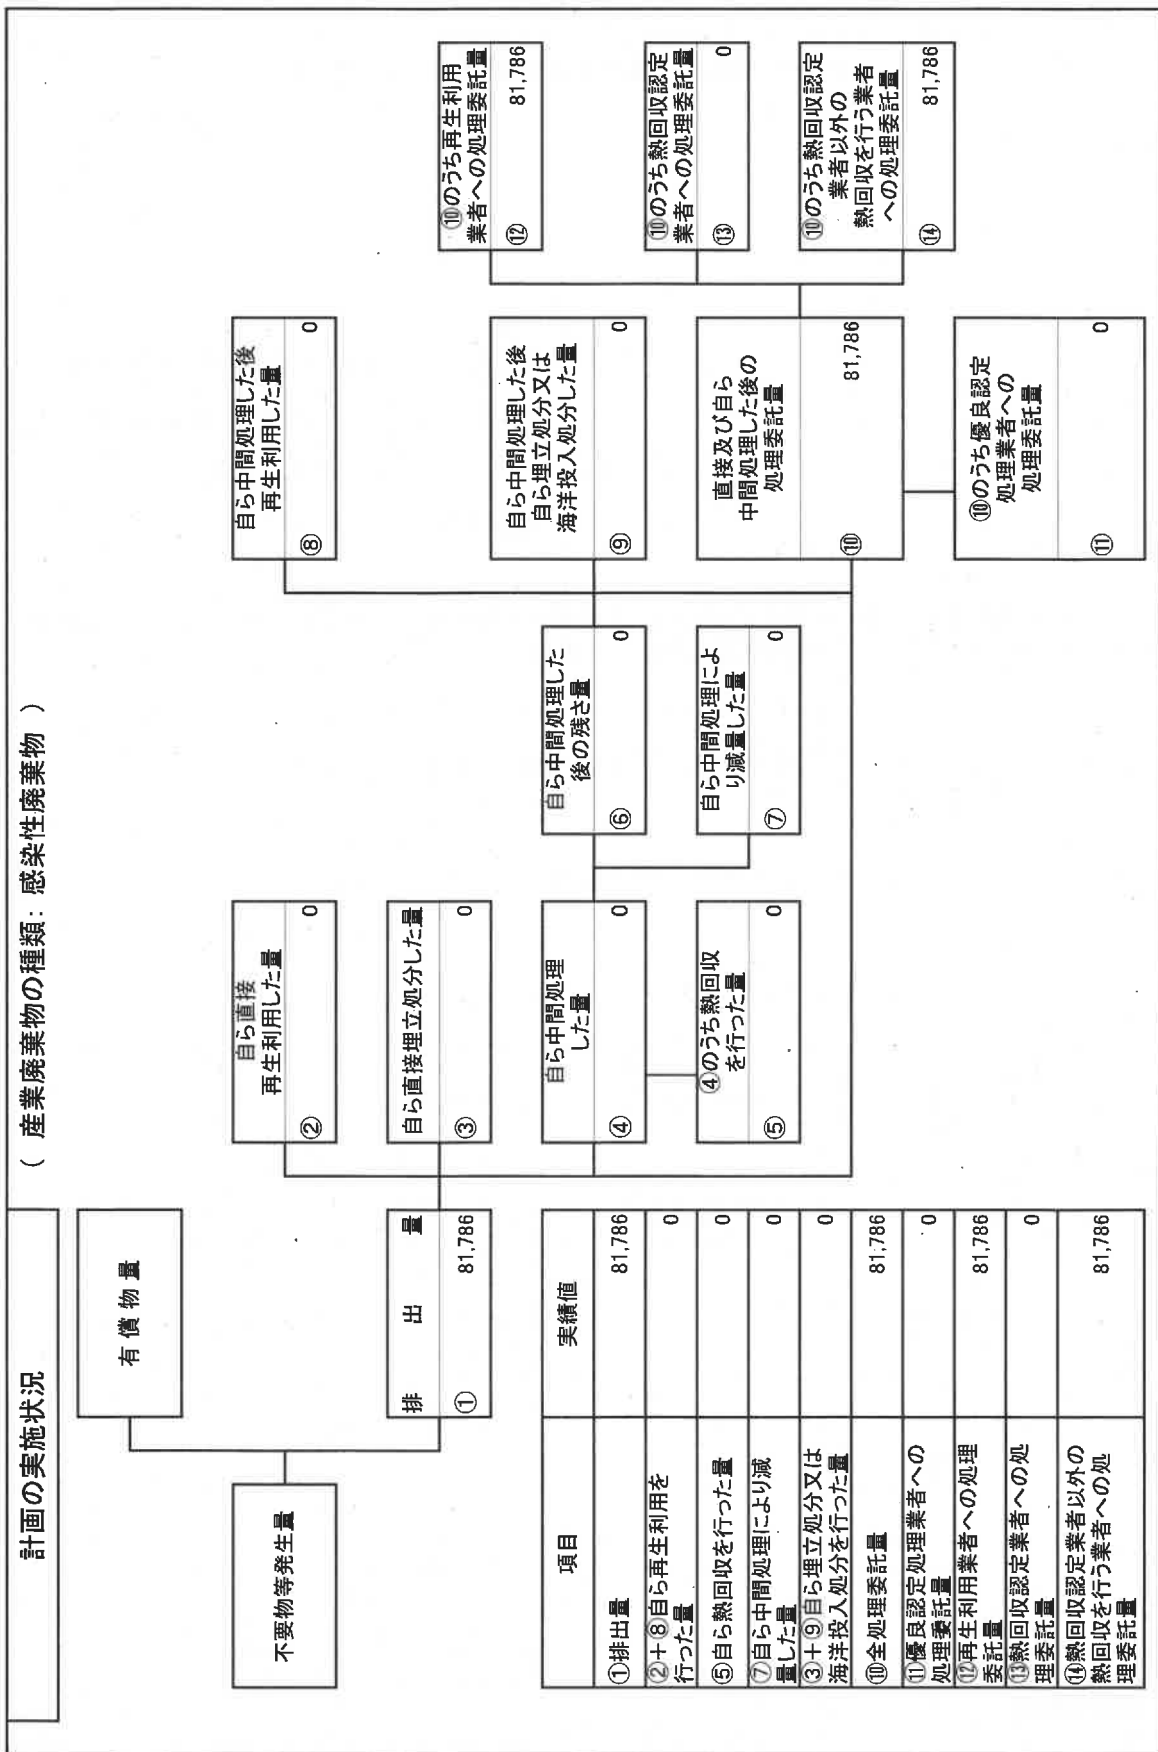 計画の実施状況
( 産業廃棄物の種類: 感染性廃棄物 )
不要物等発生量
有償物量
排出量
① 81,786
自ら直接
再生利用した量
② 0
自ら直接埋立処分した量
③ 0
自ら中間処理
した量
④ 0
④のうち熱回収
を行った量
⑤ 0
自ら中間処理した
後の残さ量
⑥ 0
自ら中間処理によ
り減量した量
⑦ 0
自ら中間処理した後
再生利用した量
⑧ 0
自ら中間処理した後
自ら埋立処分又は
海洋投入処分した量
⑨ 0
直接及び自ら
中間処理した後の
処理委託量
⑩ 81,786
⑩のうち優良認定
処理業者への
処理委託量
⑪ 0
⑩のうち再生利用
業者への処理委託量
⑫ 81,786
⑩のうち熱回収認定
業者への処理委託量
⑬ 0
⑩のうち熱回収認定
業者以外の
熱回収を行う業者
への処理委託量
⑭ 81,786
項目 実績値
①排出量 81,786
②+⑧自ら再生利用を
行った量 0
⑤自ら熱回収を行った量 0
⑦自ら中間処理により減
量した量 0
③+⑨自ら埋立処分又は
海洋投入処分を行った量 0
⑩全処理委託量 81,786
⑪優良認定処理業者への
処理委託量 0
⑫再生利用業者への処理
委託量 81,786
⑬熱回収認定業者への処
理委託量 0
⑭熱回収認定業者以外の
熱回収を行う業者への処
理委託量 81,786